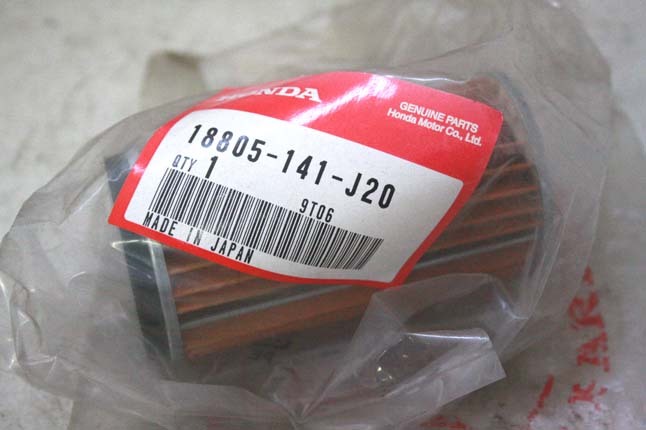 HONDA
GENUINE PARTS
Honda Motor Co., Ltd.
18805-141-J20
QTY 1
9T06
MADE IN JAPAN